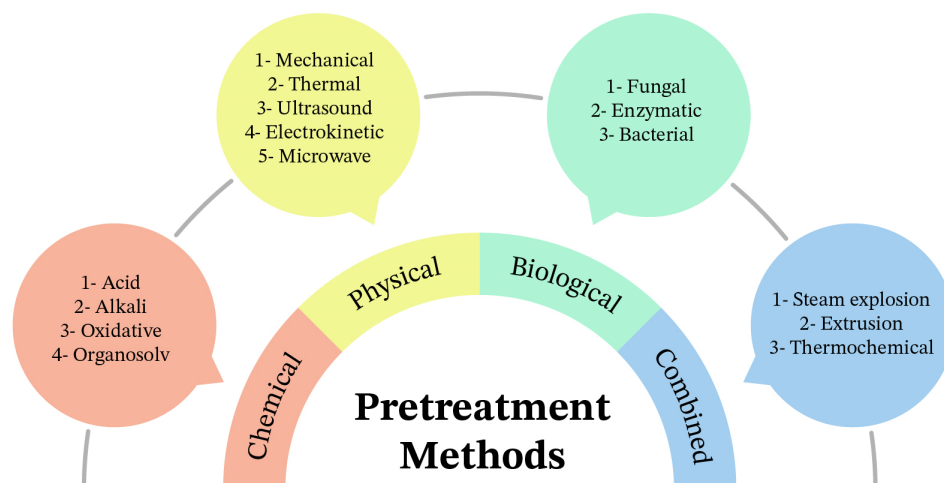 1- Mechanical
2- Thermal
3- Ultrasound
4- Electrokinetic
5- Microwave
1- Fungal
2- Enzymatic
3- Bacterial
1- Acid
2- Alkali
3- Oxidative
4- Organosolv
1- Steam explosion
2- Extrusion
3- Thermochemical
Chemical
Physical
Biological
Combined
Pretreatment
Methods